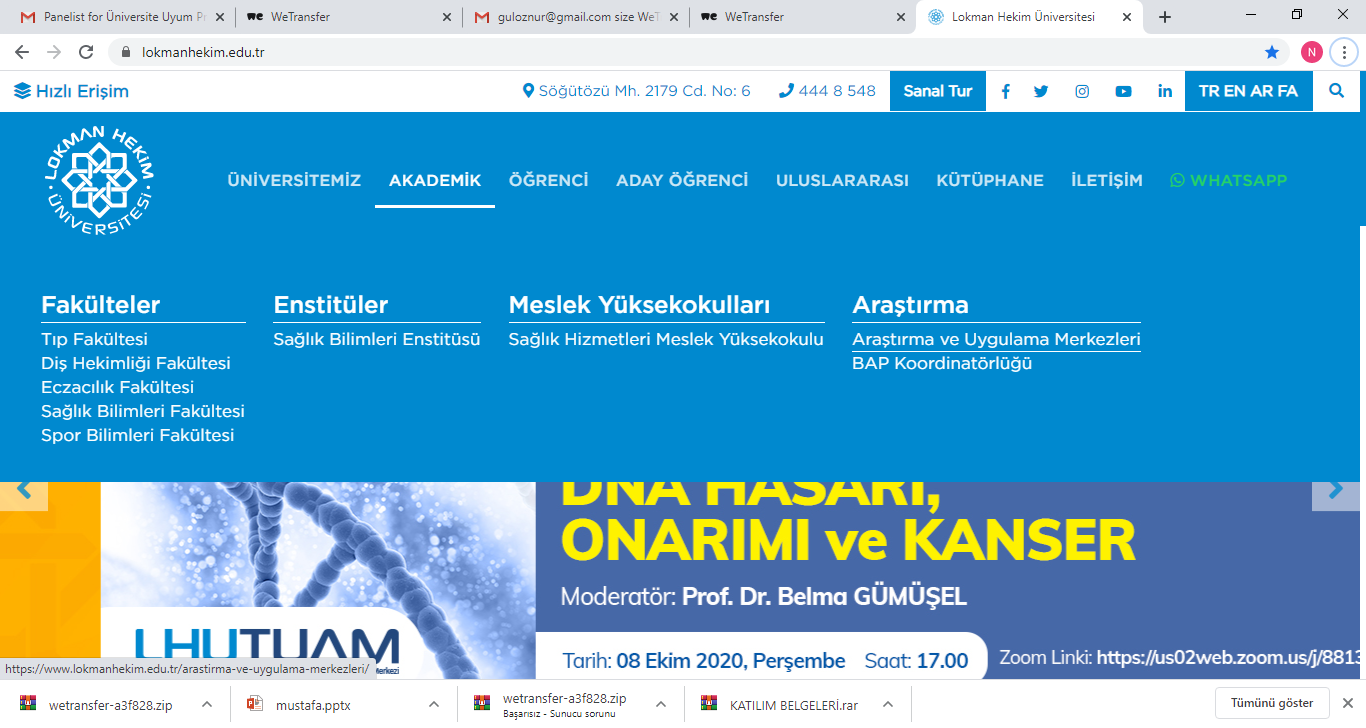 Panelist for Üniversite Uyum Pr
WeTransfer
guloznur@gmail.com size WeT
WeTransfer
Lokman Hekim Üniversitesi
lokmanhekim.edu.tr
N
Hızlı Erişim
Söğütözü Mh. 2179 Cd. No: 6
444 8 548
Sanal Tur
TR EN AR FA
LOKMAN HEKİM
ÜNİVERSİTESİ
ÜNİVERSİTEMİZ
AKADEMİK
ÖĞRENCİ
ADAY ÖĞRENCİ
ULUSLARARASI
KÜTÜPHANE
İLETİŞİM
WHATSAPP
Fakülteler
Tıp Fakültesi
Diş Hekimliği Fakültesi
Eczacılık Fakültesi
Sağlık Bilimleri Fakültesi
Spor Bilimleri Fakültesi
Enstitüler
Sağlık Bilimleri Enstitüsü
Meslek Yüksekokulları
Sağlık Hizmetleri Meslek Yüksekokulu
Araştırma
Araştırma ve Uygulama Merkezleri
BAP Koordinatörlüğü
DNA HASARI,
ONARIMI ve KANSER
Moderatör: Prof. Dr. Belma GÜMÜŞEL
LHUTUAM
Merkezi
Tarih: 08 Ekim 2020, Perşembe Saat: 17.00
Zoom Linki: https://us02web.zoom.us/j/8813
https://www.lokmanhekim.edu.tr/arastirma-ve-uygulama-merkezleri/
wetransfer-a3f828.zip
mustafa.pptx
wetransfer-a3f828.zip
Başarısız - Sunucu sorunu
KATILIM BELGELERİ.rar
Tümünü göster